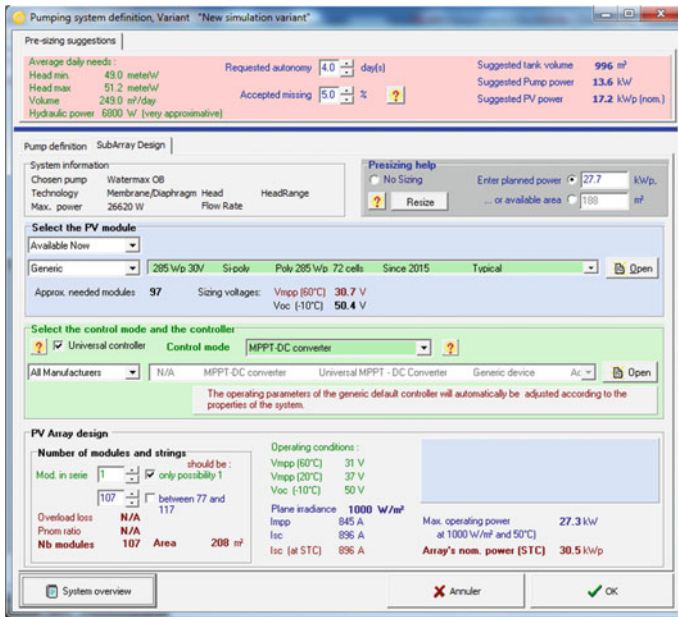 Pumping system definition, Variant "New simulation variant"
Pre-sizing suggestions
Average daily needs :
Head min. 49.0 meterW
Head max 51.2 meterW
Volume 249.0 m³/day
Hydraulic power 6800 W (very approximative)
Requested autonomy 4.0 day(s)
Accepted missing 5.0 % ?
Suggested tank volume 996 m³
Suggested Pump power 13.6 kW
Suggested PV power 17.2 kWp (nom.)
Pump definition SubArray Design
System information
Chosen pump Watermax OB
Technology Membrane/Diaphragm Head HeadRange
Max. power 26620 W Flow Rate
Presizing help
No Sizing Enter planned power 27.7 kWp,
? Resize ... or available area 188 m²
Select the PV module
Available Now
Generic 285 Wp 30V Si-poly Poly 285 Wp 72 cells Since 2015 Typical Open
Approx. needed modules 97 Sizing voltages: Vmpp (60°C) 30.7 V
Voc (-10°C) 50.4 V
Select the control mode and the controller
? Universal controller Control mode MPPT-DC converter ?
All Manufacturers N/A MPPT-DC converter Universal MPPT - DC Converter Generic device Ac Open
The operating parameters of the generic default controller will automatically be adjusted according to the
properties of the system.
PV Array design
Number of modules and strings
should be :
Mod. in serie 1 only possibility 1
107 between 77 and
117
Overload loss N/A
Pnom ratio N/A
Nb modules 107 Area 208 m²
Operating conditions :
Vmpp (60°C) 31 V
Vmpp (20°C) 37 V
Voc (-10°C) 50 V
Plane irradiance 1000 W/m²
Impp 845 A
Isc 896 A
Isc (at STC) 896 A
Max. operating power 27.3 kW
at 1000 W/m² and 50°C)
Array's nom. power (STC) 30.5 kWp
System overview
Annuler
OK